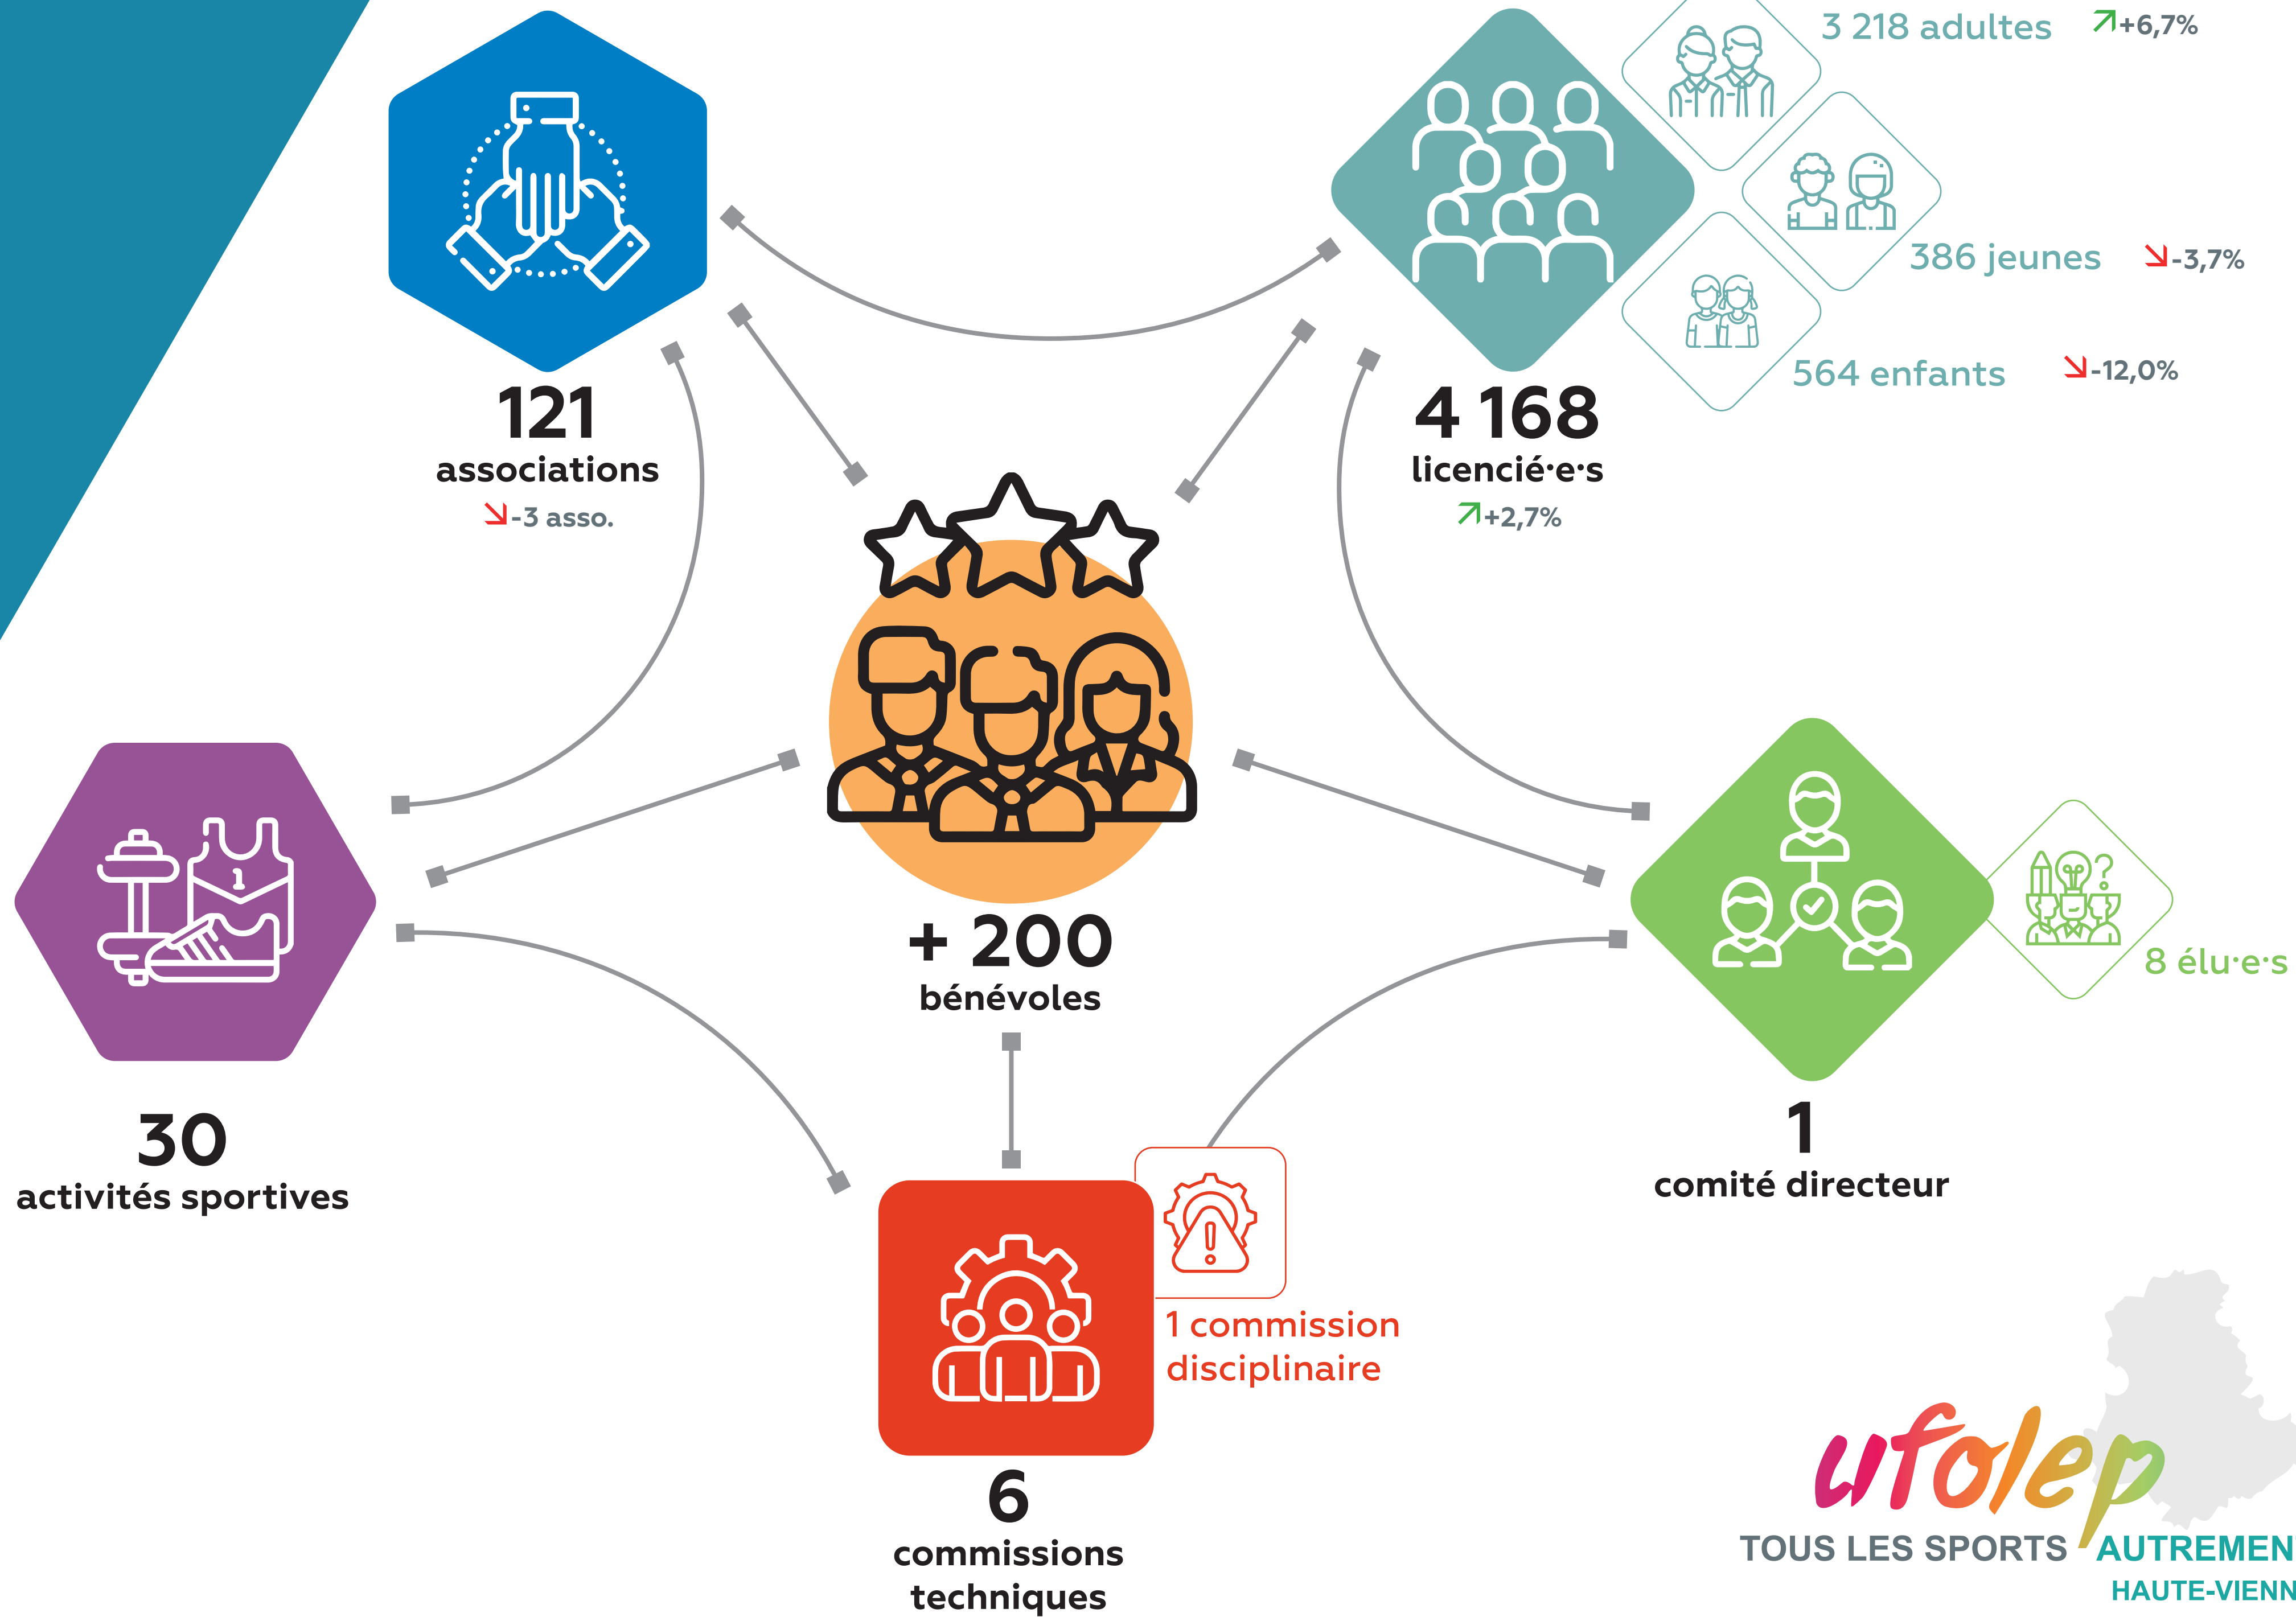 3 218 adultes
+6,7%
386 jeunes
-3,7%
564 enfants
-12,0%
121
associations
-3 asso.
4 168
licencié·e·s
+2,7%
+ 200
bénévoles
8 élu·e·s
30
activités sportives
1
comité directeur
1 commission
disciplinaire
6
commissions
techniques
1
ufolep
TOUS LES SPORTS AUTREMEN
HAUTE-VIENN